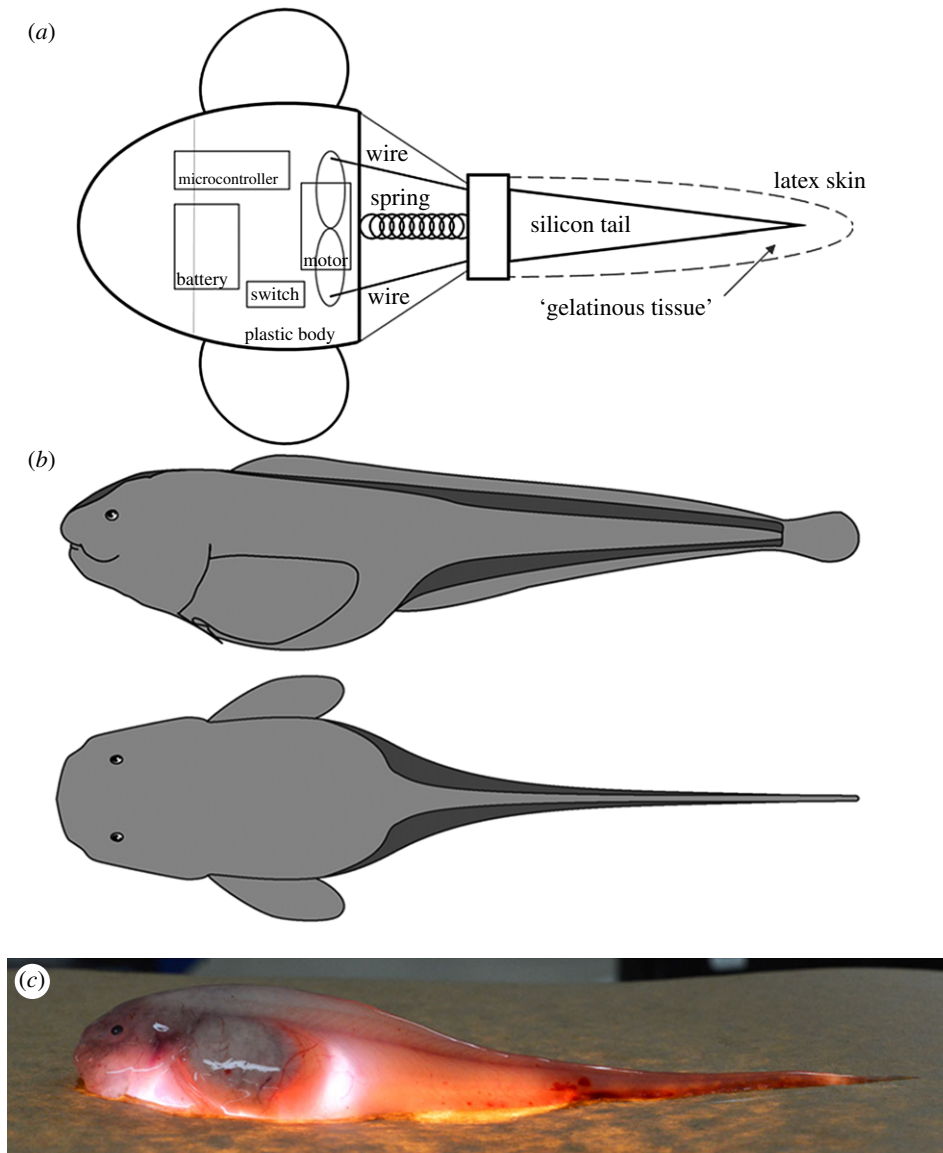 (a)
wire
microcontroller
latex skin
spring
silicon tail
motor
battery
switch
wire
‘gelatinous tissue’
plastic body
(b)
(c)